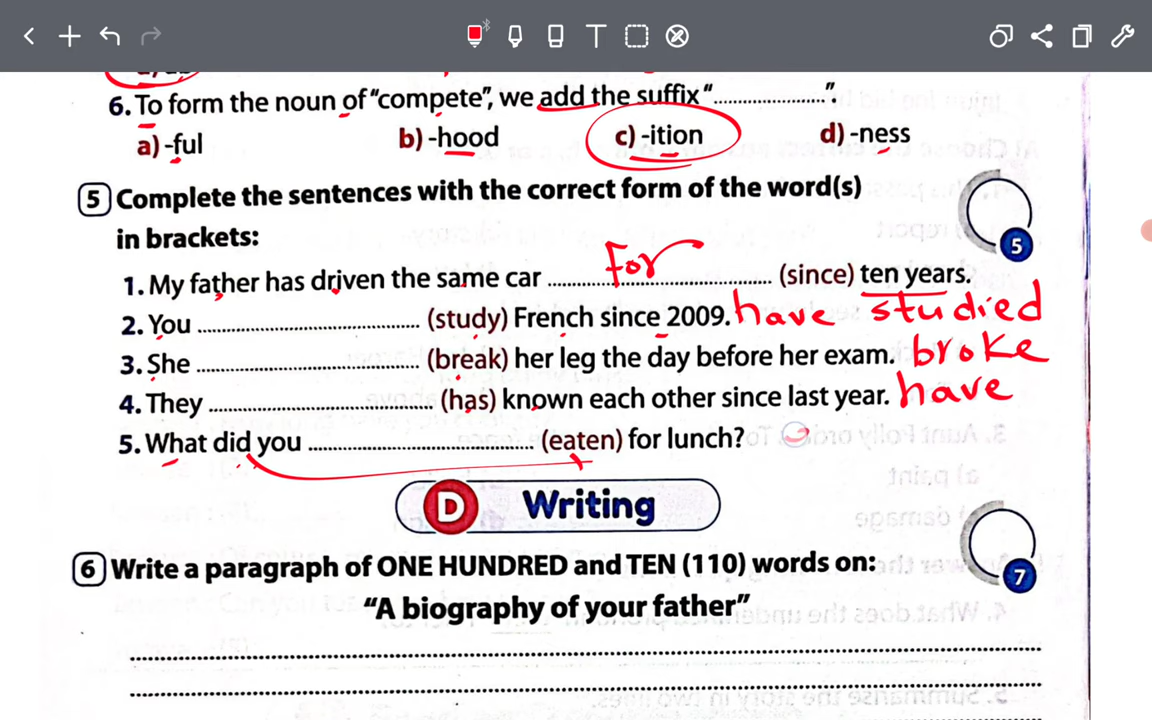 6. To form the noun of "compete", we add the suffix "....................".
a) -ful b) -hood c) -ition d) -ness
5 Complete the sentences with the correct form of the word(s)
in brackets: 5
1. My father has driven the same car .......... for .......... (since) ten years.
2. You .................... (study) French since 2009. have studied
3. She .................... (break) her leg the day before her exam. broke
4. They .................... (has) known each other since last year. have
5. What did you .................... (eaten) for lunch?
D Writing
6 Write a paragraph of ONE HUNDRED and TEN (110) words on: 7
"A biography of your father"